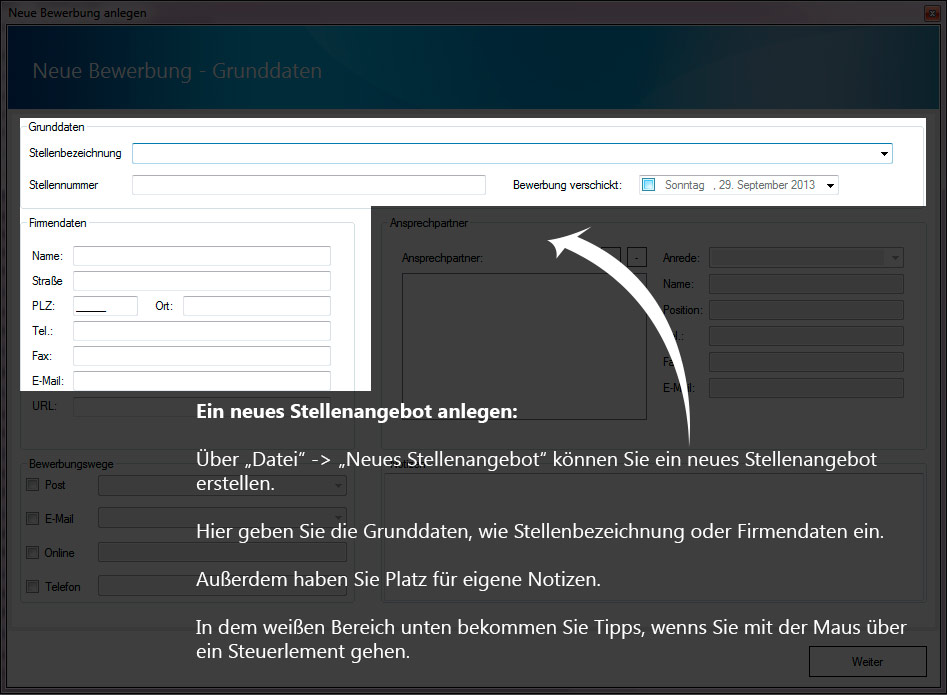 Neue Bewerbung anlegen
Neue Bewerbung - Grunddaten
Grunddaten
Stellenbezeichnung
Stellennummer
Bewerbung verschickt:
Sonntag , 29. September 2013
Firmendaten
Name:
Straße
PLZ:
Ort:
Tel.:
Fax:
E-Mail:
URL:
Ansprechpartner
Ansprechpartner:
-
Anrede:
Name:
Position:
E-Mail:
Bewerbungswege
Post
E-Mail
Online
Telefon
Ein neues Stellenangebot anlegen:
Über „Datei“ -> „Neues Stellenangebot“ können Sie ein neues Stellenangebot
erstellen.
Hier geben Sie die Grunddaten, wie Stellenbezeichnung oder Firmendaten ein.
Außerdem haben Sie Platz für eigene Notizen.
In dem weißen Bereich unten bekommen Sie Tipps, wenns Sie mit der Maus über
ein Steuerlement gehen.
Weiter